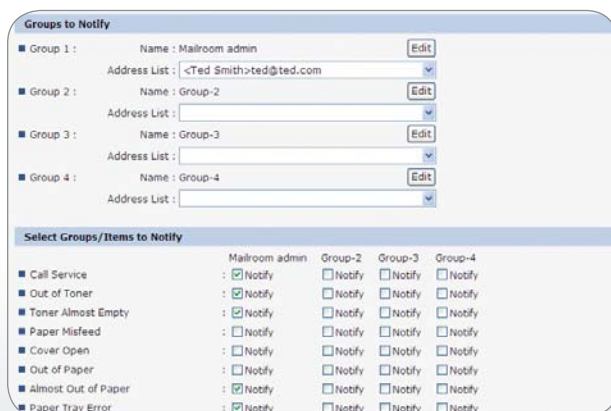 Groups to Notify
Group 1 : Name : Mailroom admin Edit
Address List : <Ted Smith>ted@ted.com
Group 2 : Name : Group-2 Edit
Address List :
Group 3 : Name : Group-3 Edit
Address List :
Group 4 : Name : Group-4 Edit
Address List :
Select Groups/Items to Notify
Mailroom admin Group-2 Group-3 Group-4
Call Service : Notify Notify Notify Notify
Out of Toner : Notify Notify Notify Notify
Toner Almost Empty : Notify Notify Notify Notify
Paper Misfeed : Notify Notify Notify Notify
Cover Open : Notify Notify Notify Notify
Out of Paper : Notify Notify Notify Notify
Almost Out of Paper : Notify Notify Notify Notify
Paper Tray Error : Notify Notify Notify Notify